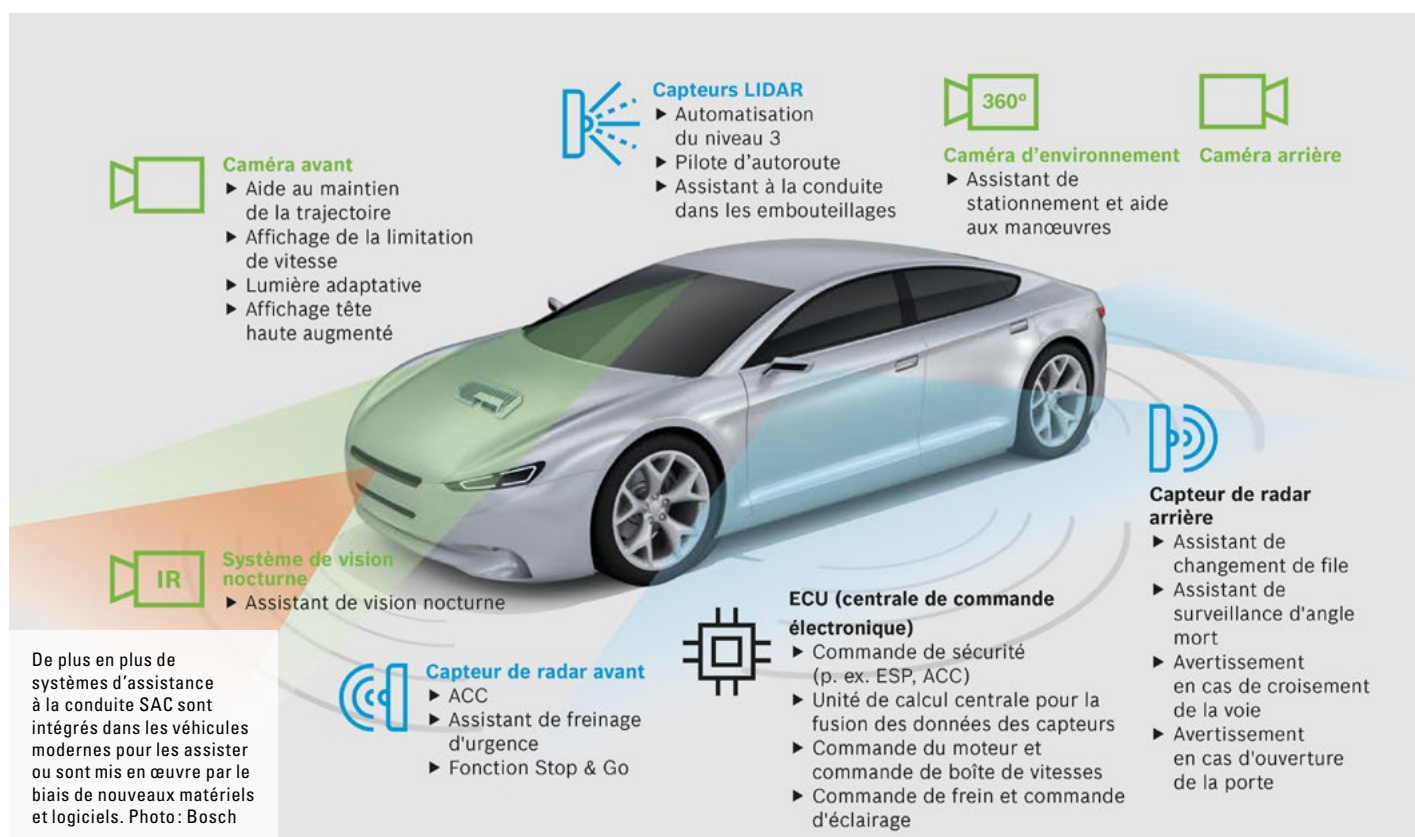 Caméra avant
▶ Aide au maintien
de la trajectoire
▶ Affichage de la limitation
de vitesse
▶ Lumière adaptative
▶ Affichage tête
haute augmenté
Capteurs LIDAR
▶ Automatisation
du niveau 3
▶ Pilote d'autoroute
▶ Assistant à la conduite
dans les embouteillages
360°
Caméra d'environnement
▶ Assistant de
stationnement et aide
aux manœuvres
Caméra arrière
IR
Système de vision
nocturne
▶ Assistant de vision nocturne
De plus en plus de
systèmes d'assistance
à la conduite SAC sont
intégrés dans les véhicules
modernes pour les assister
ou sont mis en œuvre par le
biais de nouveaux matériels
et logiciels. Photo : Bosch
Capteur de radar avant
▶ ACC
▶ Assistant de freinage
d'urgence
▶ Fonction Stop & Go
ECU (centrale de commande
électronique)
▶ Commande de sécurité
(p. ex. ESP, ACC)
▶ Unité de calcul centrale pour la
fusion des données des capteurs
▶ Commande du moteur et
commande de boîte de vitesses
▶ Commande de frein et commande
d'éclairage
Capteur de radar
arrière
▶ Assistant de
changement de file
▶ Assistant de
surveillance d'angle
mort
▶ Avertissement
en cas de croisement
de la voie
▶ Avertissement
en cas d'ouverture
de la porte